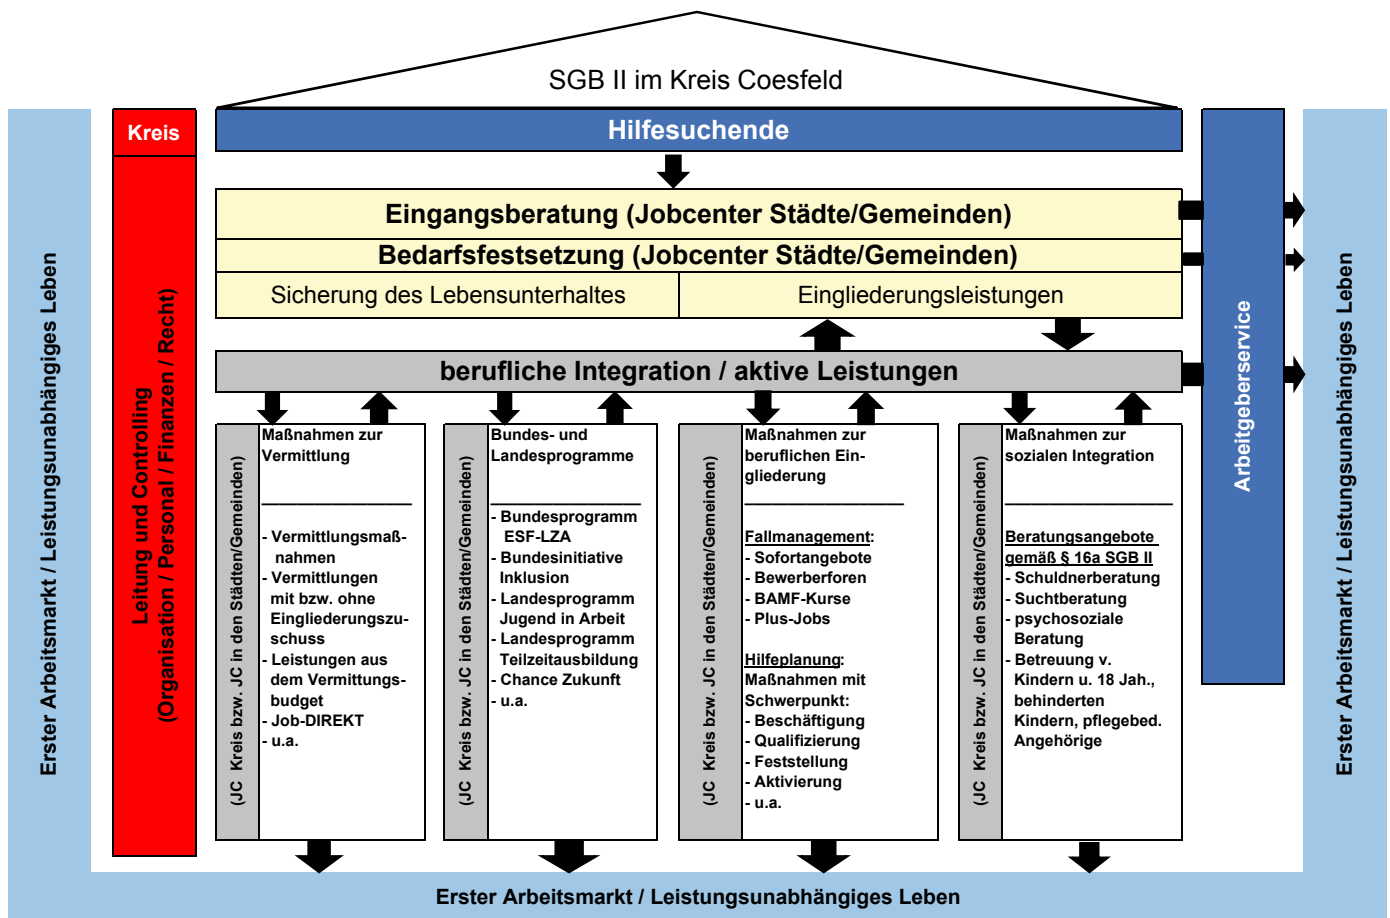 SGB II im Kreis Coesfeld
Kreis
Hilfesuchende
Eingangsberatung (Jobcenter Städte/Gemeinden)
Bedarfsfestsetzung (Jobcenter Städte/Gemeinden)
Sicherung des Lebensunterhaltes
Eingliederungsleistungen
berufliche Integration / aktive Leistungen
Erster Arbeitsmarkt / Leistungsunabhängiges Leben
Leitung und Controlling
(Organisation / Personal / Finanzen / Recht)
(JC  Kreis bzw. JC in den Städten/Gemeinden)
Maßnahmen zur
Vermittlung
- Vermittlungsmaß-
nahmen
- Vermittlungen
mit bzw. ohne
Eingliederungszu-
schuss
- Leistungen aus
dem Vermittungs-
budget
- Job-DIREKT
- u.a.
(JC  Kreis bzw. JC in den Städten/Gemeinden)
Bundes- und
Landesprogramme
- Bundesprogramm
ESF-LZA
- Bundesinitiative
Inklusion
- Landesprogramm
Jugend in Arbeit
- Landesprogramm
Teilzeitausbildung
- Chance Zukunft
- u.a.
(JC  Kreis bzw. JC in den Städten/Gemeinden)
Maßnahmen zur
beruflichen Ein-
gliederung
Fallmanagement:
- Sofortangebote
- Bewerberforen
- BAMF-Kurse
- Plus-Jobs
Hilfeplanung:
Maßnahmen mit
Schwerpunkt:
- Beschäftigung
- Qualifizierung
- Feststellung
- Aktivierung
- u.a.
(JC  Kreis bzw. JC in den Städten/Gemeinden)
Maßnahmen zur
sozialen Integration
Beratungsangebote
gemäß § 16a SGB II
- Schuldnerberatung
- Suchtberatung
- psychosoziale
Beratung
- Betreuung v.
Kindern u. 18 Jah.,
behinderten
Kindern, pflegebed.
Angehörige
Arbeitgeberservice
Erster Arbeitsmarkt / Leistungsunabhängiges Leben
Erster Arbeitsmarkt / Leistungsunabhängiges Leben